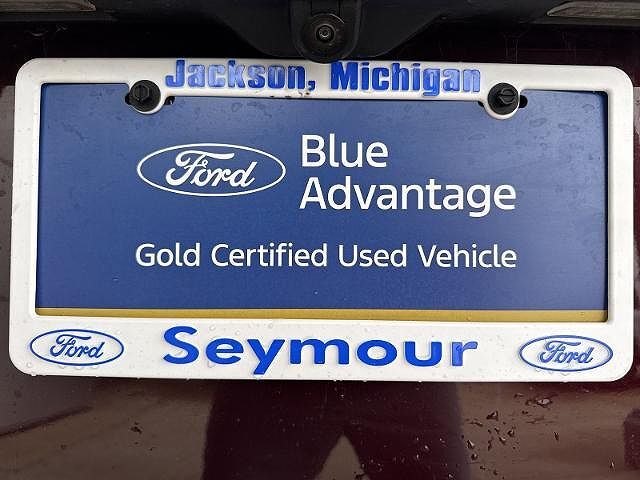 Jackson, Michigan
Ford
Blue
Advantage
Gold Certified Used Vehicle
Ford
Seymour
Ford